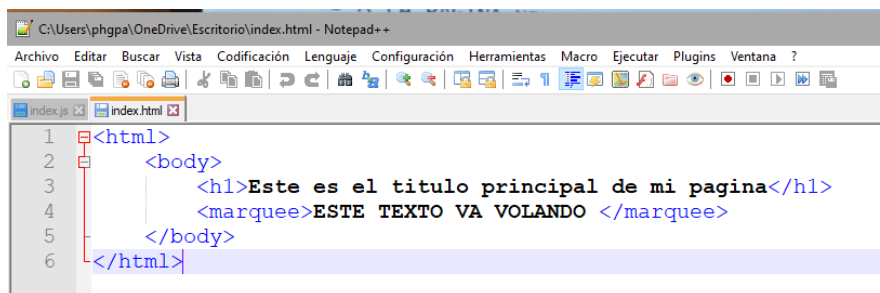 C:\Users\phgpa\OneDrive\Escritorio\index.html - Notepad++
Archivo Editar Buscar Vista Codificación Lenguaje Configuración Herramientas Macro Ejecutar Plugins Ventana ?
index.js index.html
1 <html>
2 <body>
3 <h1>Este es el titulo principal de mi pagina</h1>
4 <marquee>ESTE TEXTO VA VOLANDO </marquee>
5 </body>
6 </html>